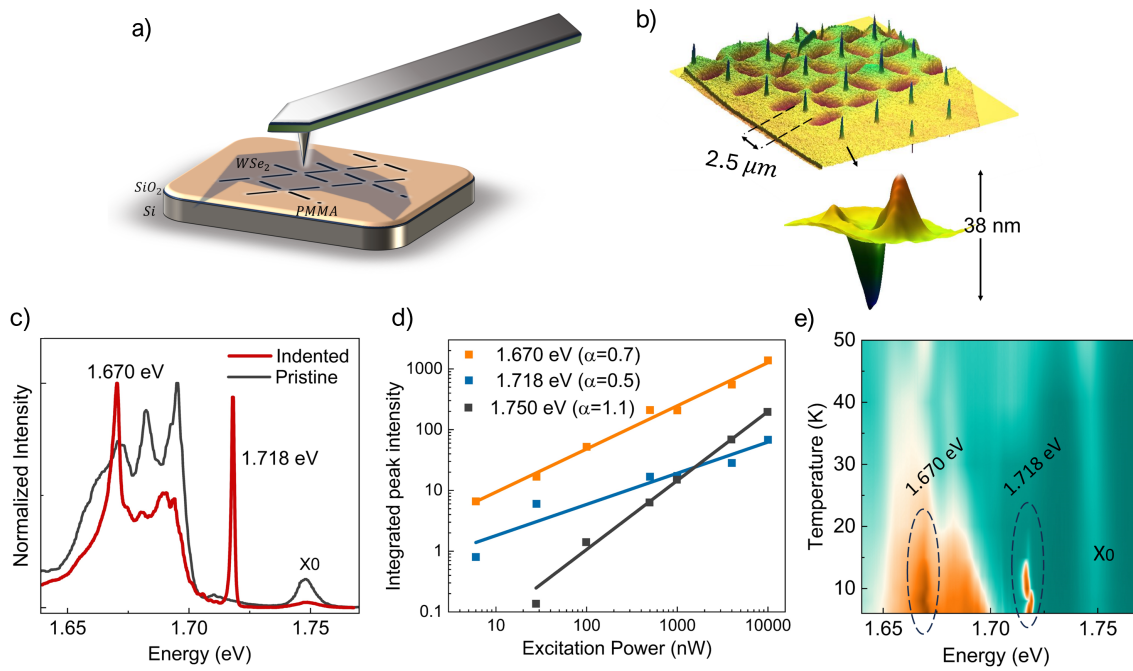 a)
WSe₂
SiO₂
Si
PMMA
b)
2.5 μm
38 nm
c)
Normalized Intensity
1.670 eV
Indented
Pristine
1.718 eV
X0
1.65 1.70 1.75
Energy (eV)
d)
Integrated peak intensity
1000
100
10
1
0.1
1.670 eV (α=0.7)
1.718 eV (α=0.5)
1.750 eV (α=1.1)
10 100 1000 10000
Excitation Power (nW)
e)
Temperature (K)
50
40
30
20
10
1.670 eV
1.718 eV
X0
1.65 1.70 1.75
Energy (eV)